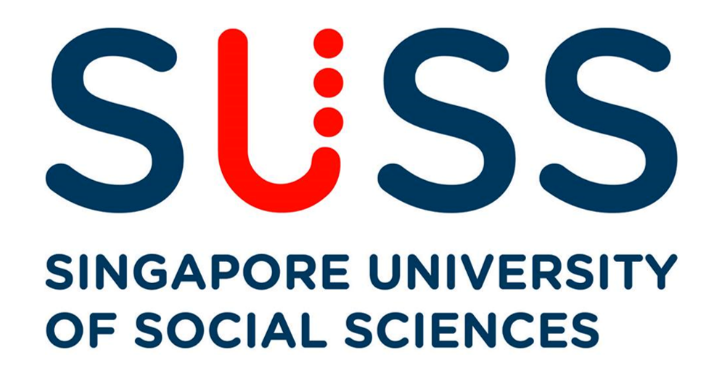 SUSS
SINGAPORE UNIVERSITY
OF SOCIAL SCIENCES